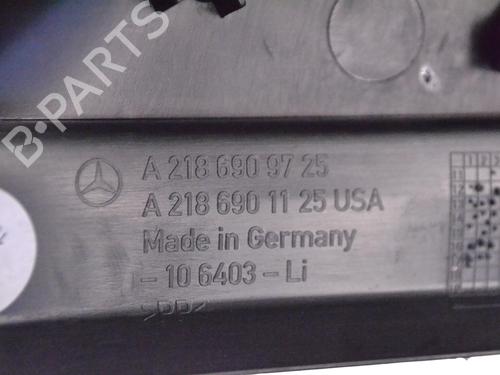 B-PARTS
A 218 690 97 25
A 218 690 11 25 USA
Made in Germany
- 10 6403 - Li